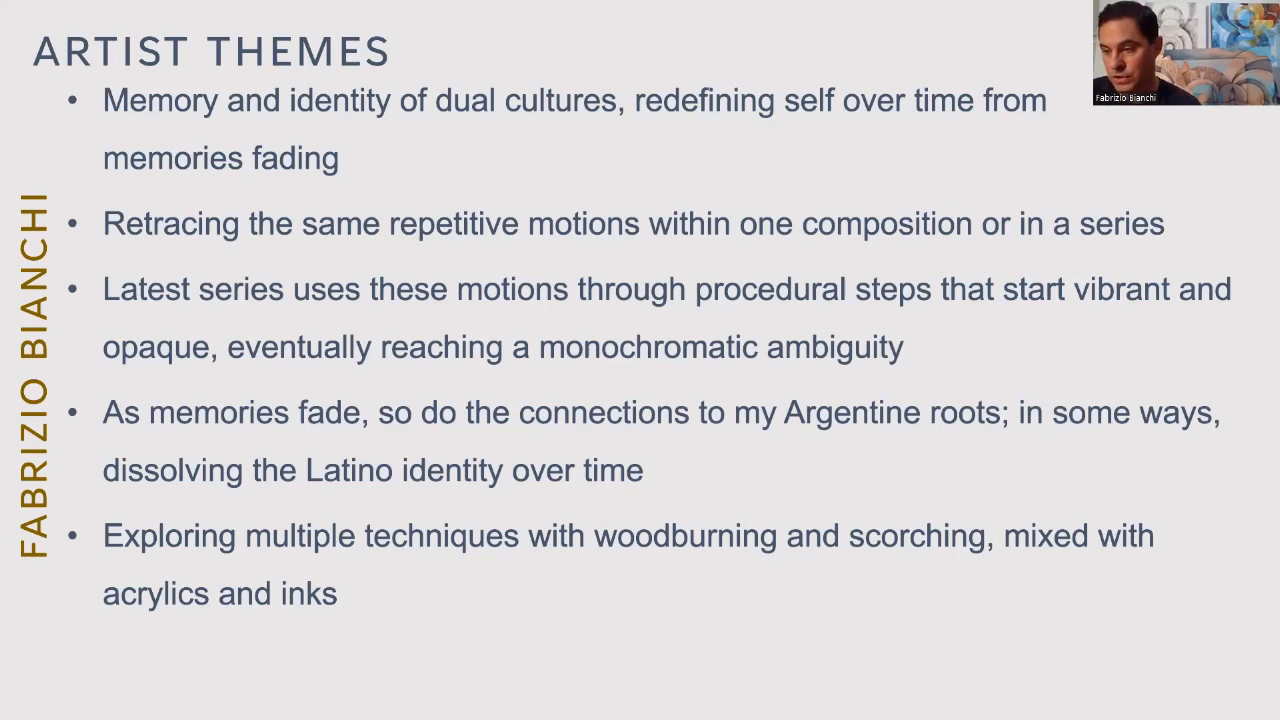 ARTIST THEMES
• Memory and identity of dual cultures, redefining self over time from
memories fading
• Retracing the same repetitive motions within one composition or in a series
• Latest series uses these motions through procedural steps that start vibrant and
opaque, eventually reaching a monochromatic ambiguity
• As memories fade, so do the connections to my Argentine roots; in some ways,
dissolving the Latino identity over time
• Exploring multiple techniques with woodburning and scorching, mixed with
acrylics and inks
FABRIZIO BIANCHI
Fabrizio Bianchi